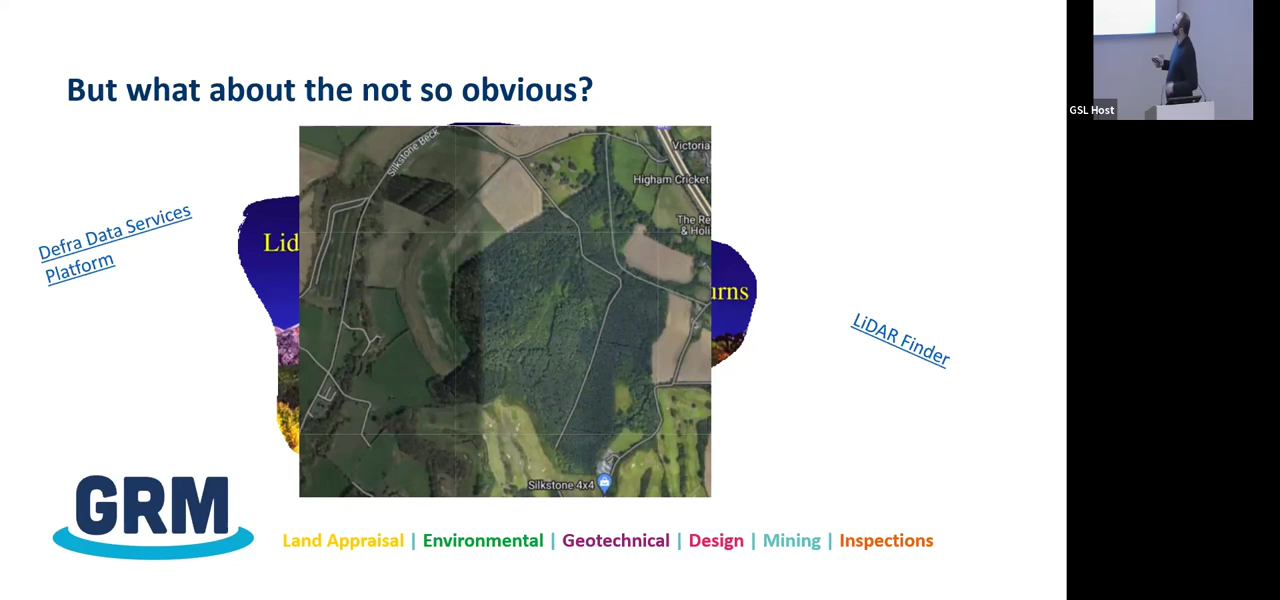 But what about the not so obvious?
GSL Host
Silkstone Beck
Victoria
Higham Cricket
The Re
& Holi
Defra Data Services
Platform
Lid
urns
LiDAR Finder
Silkstone 4x4
GRM
Land Appraisal | Environmental | Geotechnical | Design | Mining | Inspections